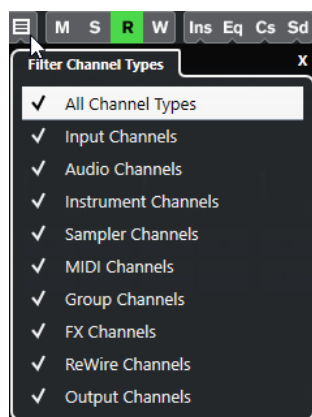 M S R W Ins Eq Cs Sd
Filter Channel Types X
✓ All Channel Types
✓ Input Channels
✓ Audio Channels
✓ Instrument Channels
✓ Sampler Channels
✓ MIDI Channels
✓ Group Channels
✓ FX Channels
✓ ReWire Channels
✓ Output Channels